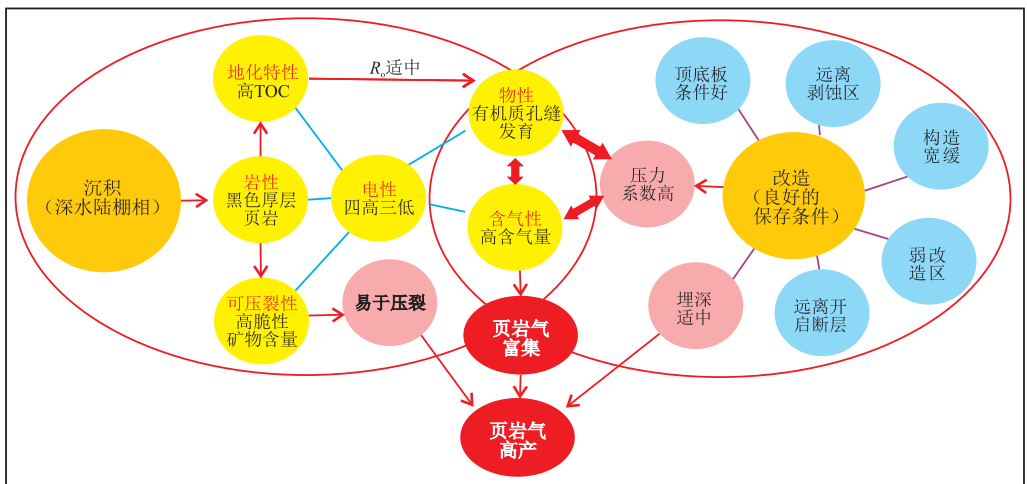 地化特性
高TOC
Ro适中
物性
有机质孔缝
发育
顶底板
条件好
远离
剥蚀区
构造
宽缓
沉积
（深水陆棚相）
岩性
黑色厚层
页岩
电性
四高三低
压力
系数高
改造
（良好的
保存条件）
含气性
高含气量
弱改
造区
可压裂性
高脆性
矿物含量
易于压裂
埋深
适中
远离开
启断层
页岩气
富集
页岩气
高产